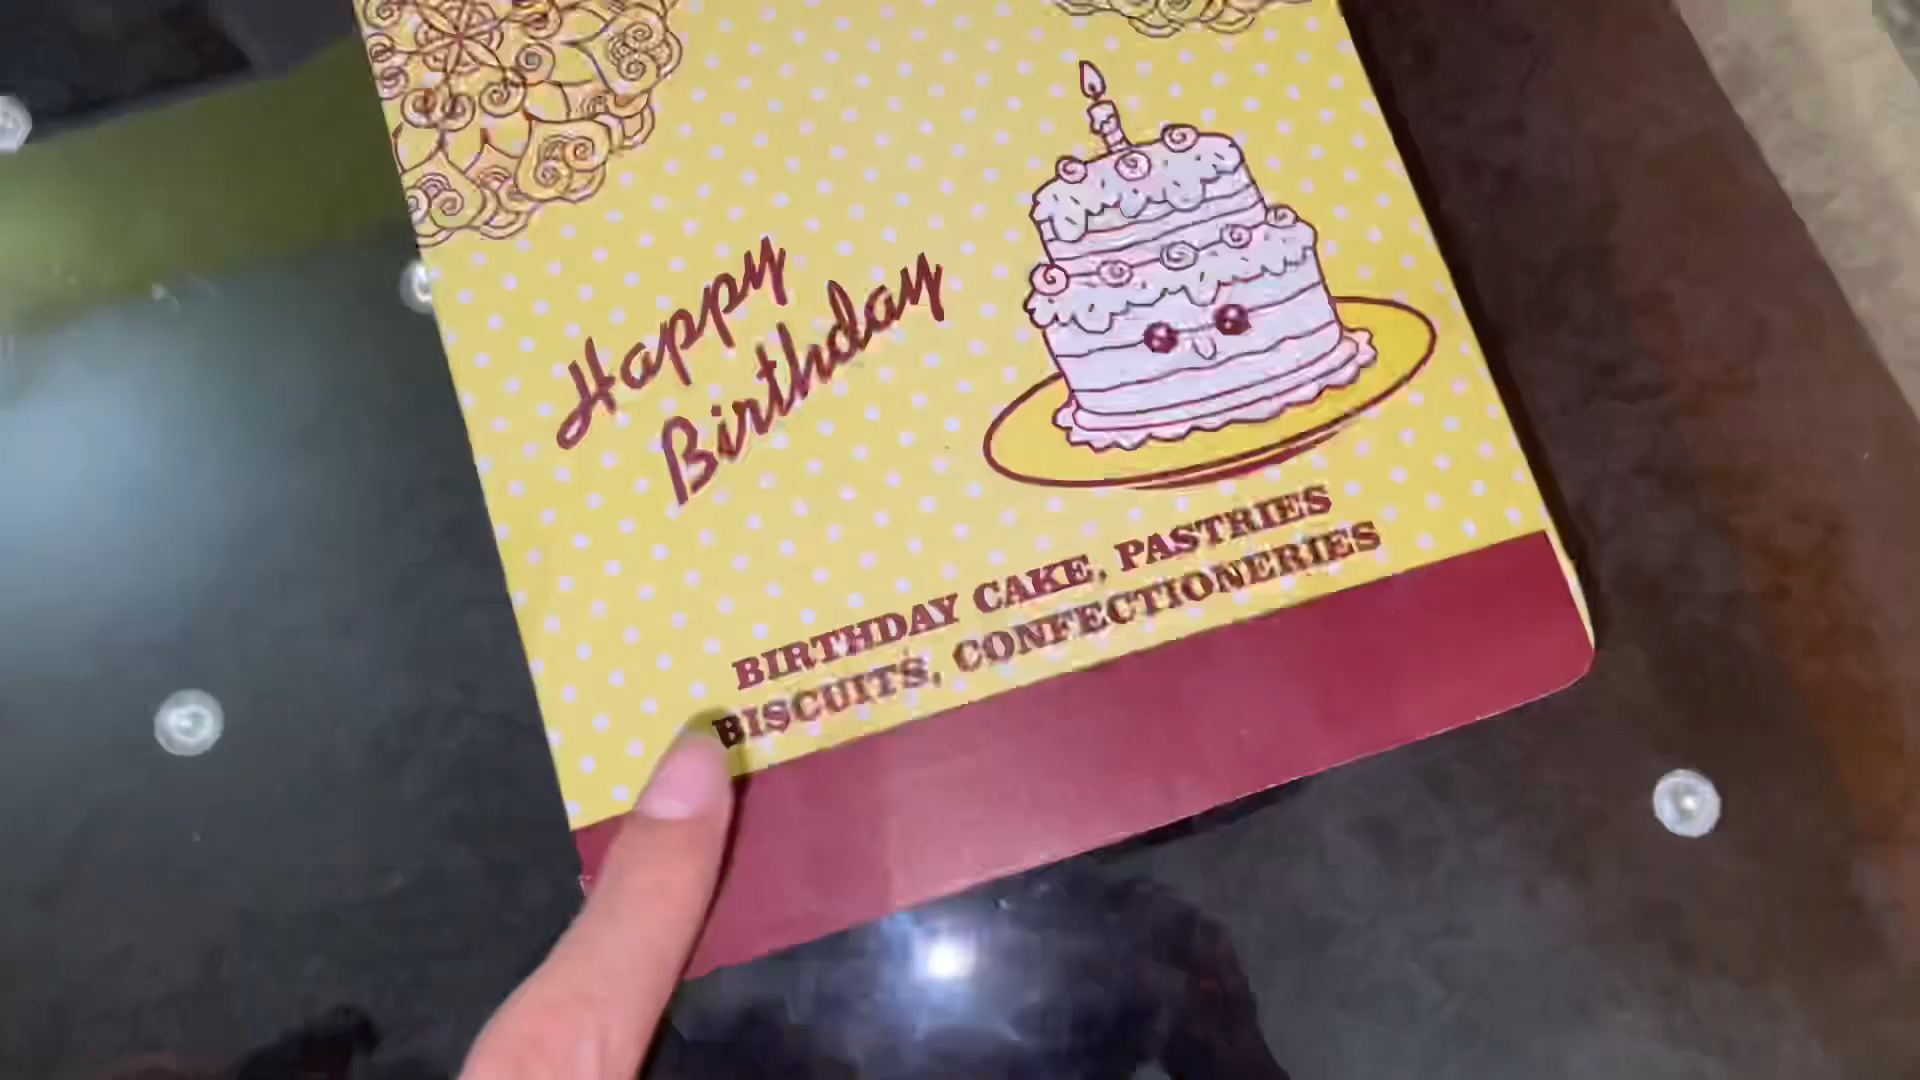 Happy
Birthday
BIRTHDAY CAKE, PASTRIES
BISCUITS, CONFECTIONERIES